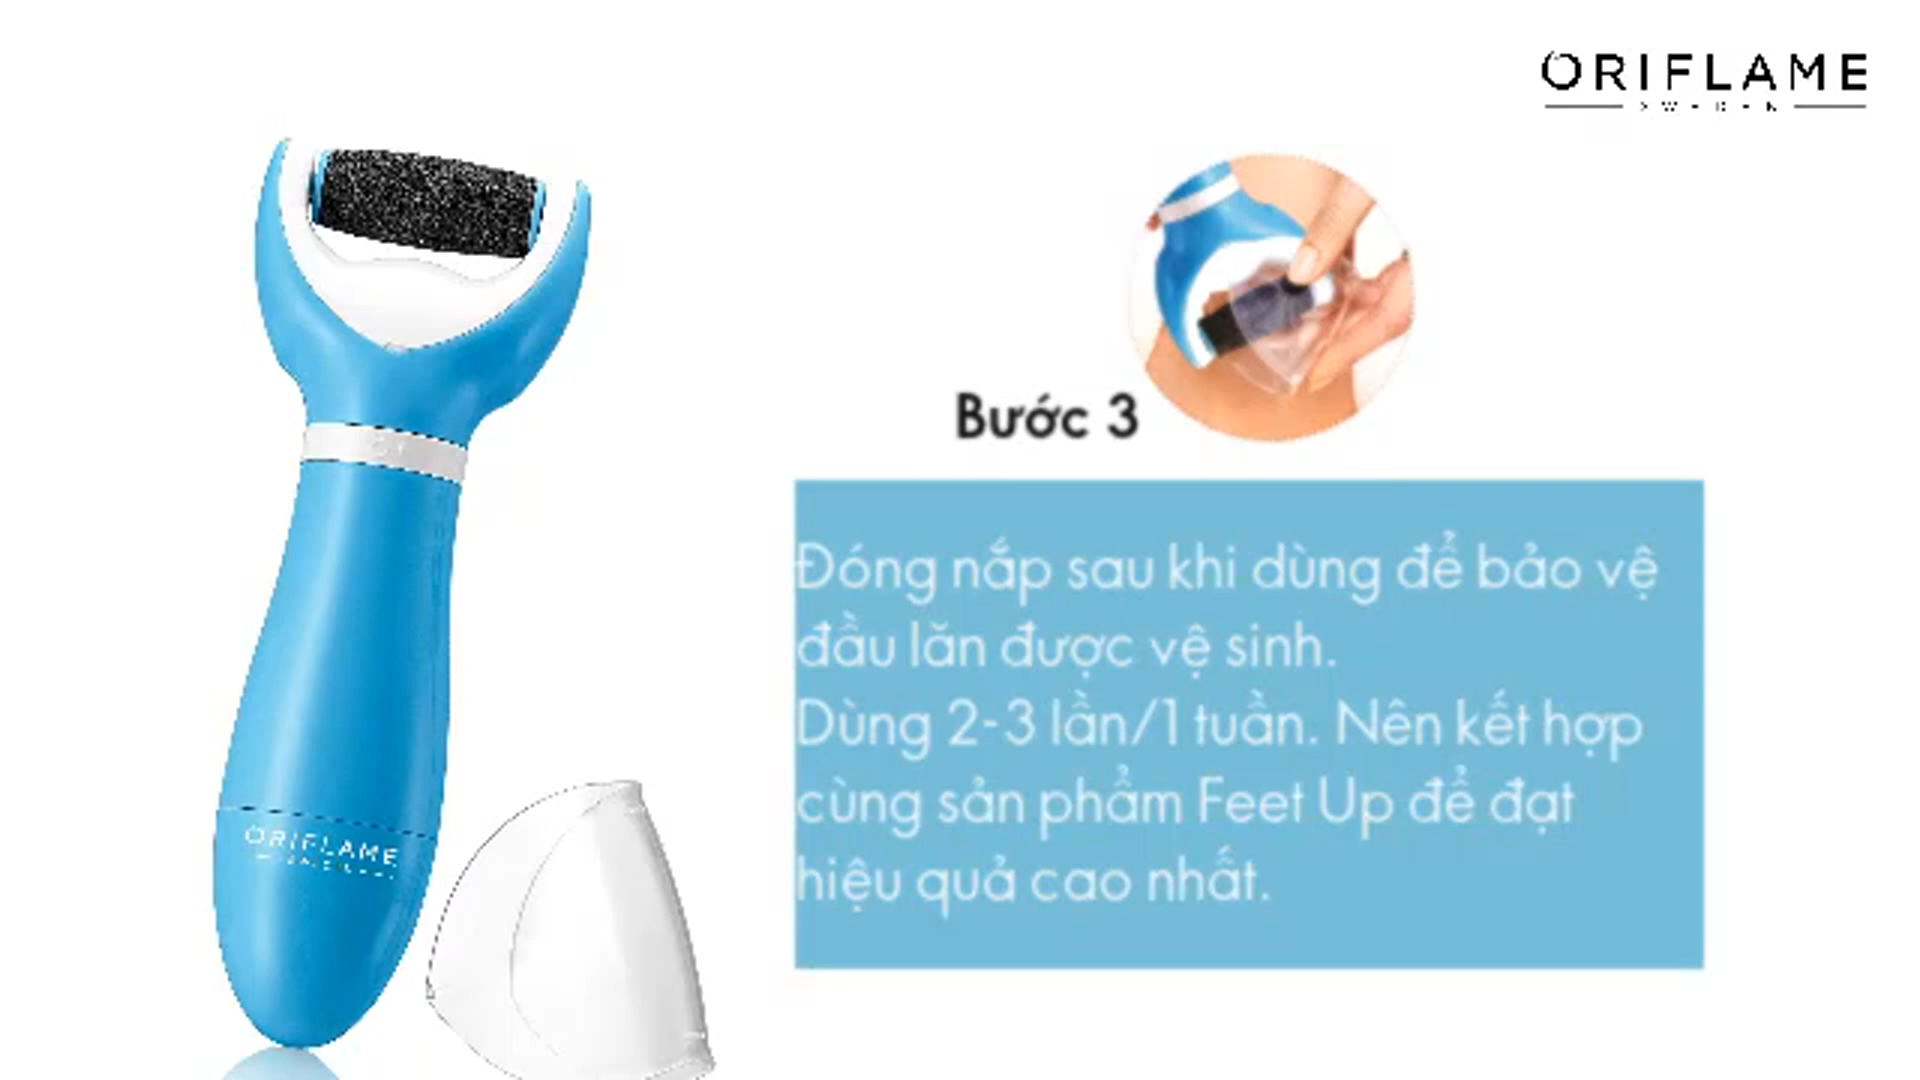 ORIFLAME
SWEDEN
Bước 3
Đóng nắp sau khi dùng để bảo vệ
đầu lăn được vệ sinh.
Dùng 2-3 lần/1 tuần. Nên kết hợp
cùng sản phẩm Feet Up để đạt
hiệu quả cao nhất.
ORIFLAME